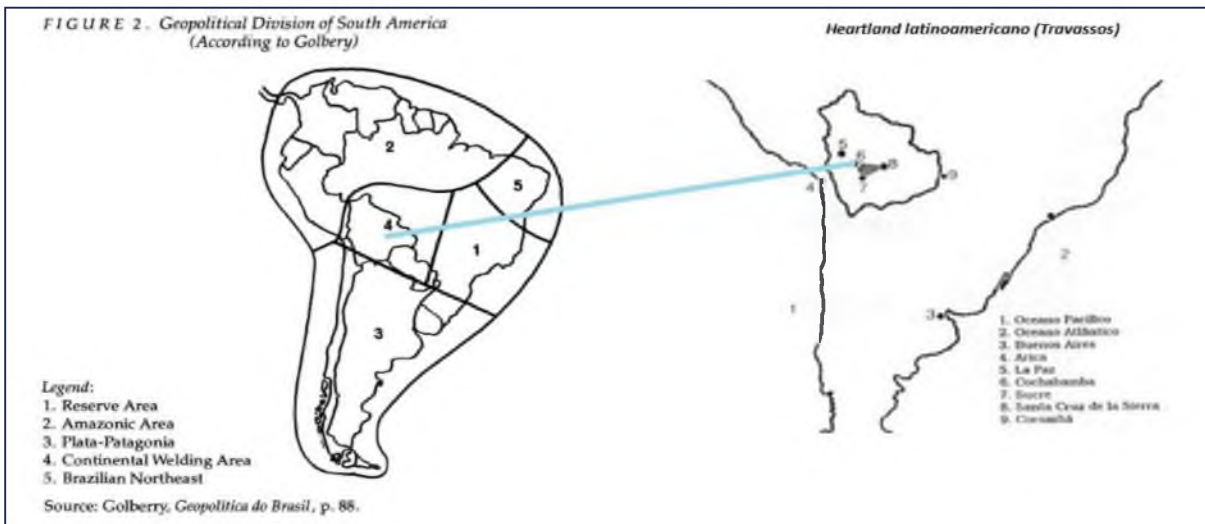 FIGURE 2. Geopolitical Division of South America
(According to Golbery)
2
5
4
1
3
Legend:
1. Reserve Area
2. Amazonic Area
3. Plata-Patagonia
4. Continental Welding Area
5. Brazilian Northeast
Source: Golberry, Geopolitica do Brasil, p. 88.
Heartland latinoamericano (Travassos)
5
6
8
4
7
9
2
1
3
1. Oceano Pacífico
2. Oceano Atlântico
3. Buenos Aires
4. Arica
5. La Paz
6. Cochabamba
7. Sucre
8. Santa Cruz de la Sierra
9. Corumbá